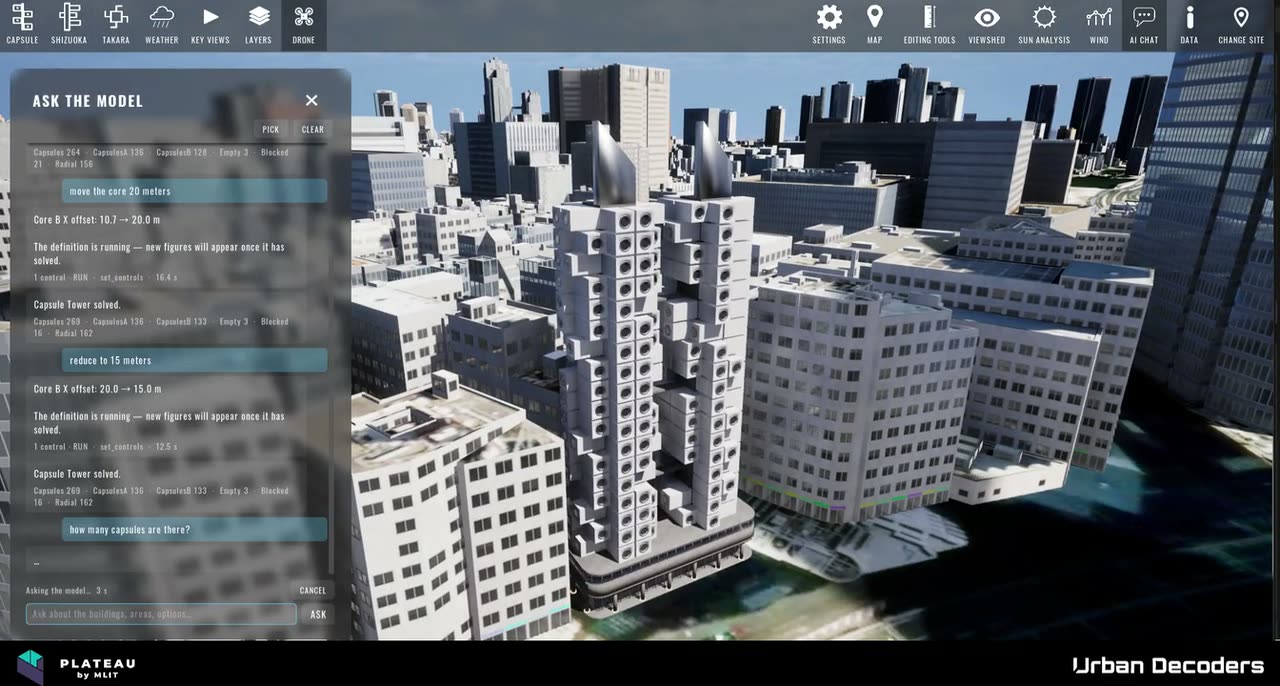 CAPSULE
SHIZUOKA
TAKARA
WEATHER
KEY VIEWS
LAYERS
DRONE
SETTINGS
MAP
EDITING TOOLS
VIEWSHED
SUN ANALYSIS
WIND
AI CHAT
DATA
CHANGE SITE
ASK THE MODEL
PICK
CLEAR
Capsules 264 · CapsulesA 136 · CapsulesB 128 · Empty 3 · Blocked
21 · Radial 156
move the core 20 meters
Core B X offset: 10.7 → 20.0 m
The definition is running — new figures will appear once it has
solved.
1 control · RUN · set_controls · 16.4 s
Capsule Tower solved.
Capsules 269 · CapsulesA 136 · CapsulesB 133 · Empty 3 · Blocked
16 · Radial 162
reduce to 15 meters
Core B X offset: 20.0 → 15.0 m
The definition is running — new figures will appear once it has
solved.
1 control · RUN · set_controls · 12.5 s
Capsule Tower solved.
Capsules 269 · CapsulesA 136 · CapsulesB 133 · Empty 3 · Blocked
16 · Radial 162
how many capsules are there?
…
Asking the model… 3 s
CANCEL
Ask about the buildings, areas, options…
ASK
PLATEAU
by MLIT
Urban Decoders